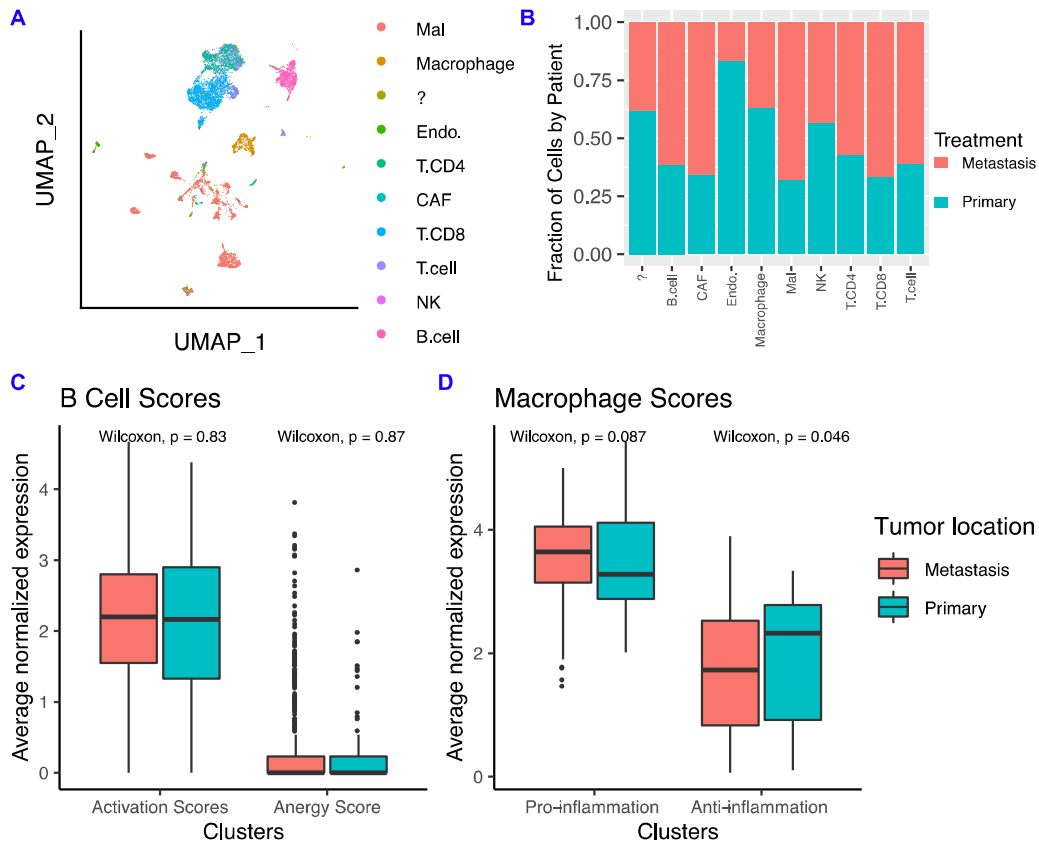 A
UMAP_2
UMAP_1
Mal
Macrophage
?
Endo.
T.CD4
CAF
T.CD8
T.cell
NK
B.cell
B
Fraction of Cells by Patient
1.00
0.75
0.50
0.25
0.00
?
B.cell
CAF
Endo.
Macrophage
Mal
NK
T.CD4
T.CD8
T.cell
Treatment
Metastasis
Primary
C
B Cell Scores
Wilcoxon, p = 0.83
Wilcoxon, p = 0.87
Average normalized expression
4
3
2
1
0
Activation Scores
Anergy Score
Clusters
D
Macrophage Scores
Wilcoxon, p = 0.087
Wilcoxon, p = 0.046
Average normalized expression
4
2
0
Pro-inflammation
Anti-inflammation
Clusters
Tumor location
Metastasis
Primary